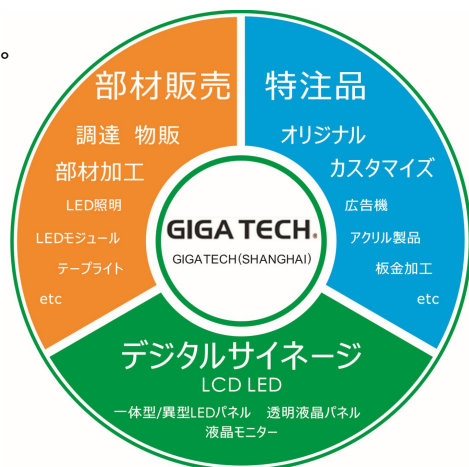 。
部材販売
調達 物販
部材加工
LED照明
LEDモジュール
テープライト
etc
特注品
オリジナル
カスタマイズ
広告機
アクリル製品
板金加工
etc
GIGA TECH.
GIGATECH(SHANGHAI)
デジタルサイネージ
LCD LED
一体型/異型LEDパネル 透明液晶パネル
液晶モニター